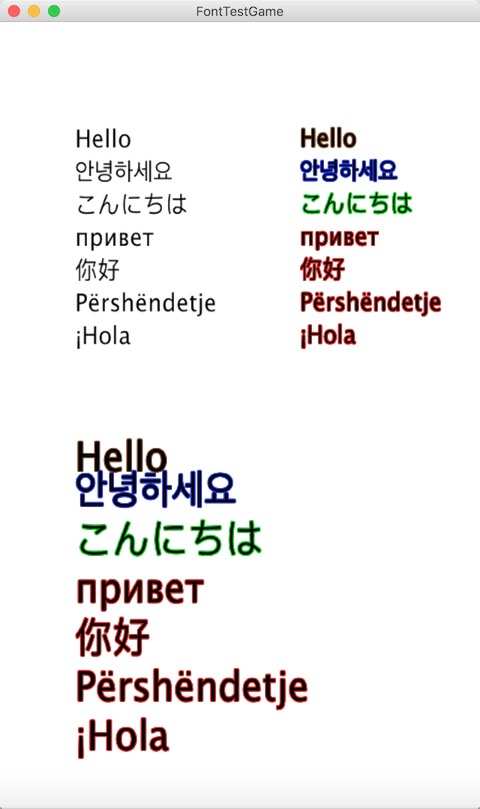 FontTestGame
Hello
안녕하세요
こんにちは
привет
你好
Përshëndetje
¡Hola
Hello
안녕하세요
こんにちは
привет
你好
Përshëndetje
¡Hola
Hello
안녕하세요
こんにちは
привет
你好
Përshëndetje
¡Hola